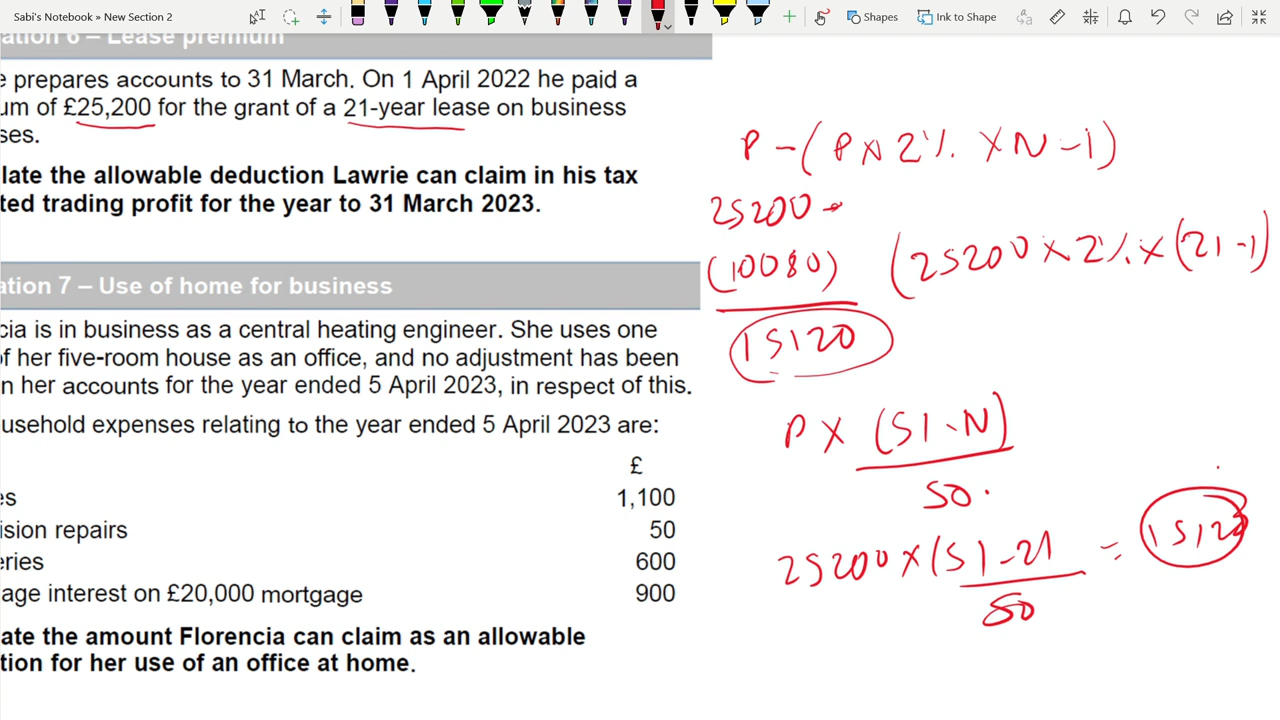 Sabi's Notebook » New Section 2
Shapes
Ink to Shape
ation 6 – Lease premium
e prepares accounts to 31 March. On 1 April 2022 he paid a
um of £25,200 for the grant of a 21-year lease on business
ses.
late the allowable deduction Lawrie can claim in his tax
ted trading profit for the year to 31 March 2023.
ation 7 – Use of home for business
cia is in business as a central heating engineer. She uses one
of her five-room house as an office, and no adjustment has been
n her accounts for the year ended 5 April 2023, in respect of this.
usehold expenses relating to the year ended 5 April 2023 are:
£
es 1,100
ision repairs 50
eries 600
age interest on £20,000 mortgage 900
ate the amount Florencia can claim as an allowable
tion for her use of an office at home.
P - (P X 2% X N - 1)
25200 -
(10080) (25200 X 2% X (21 - 1)
15120
P X (51 - N)
50
25200 X (51 - 21 = 15120
50